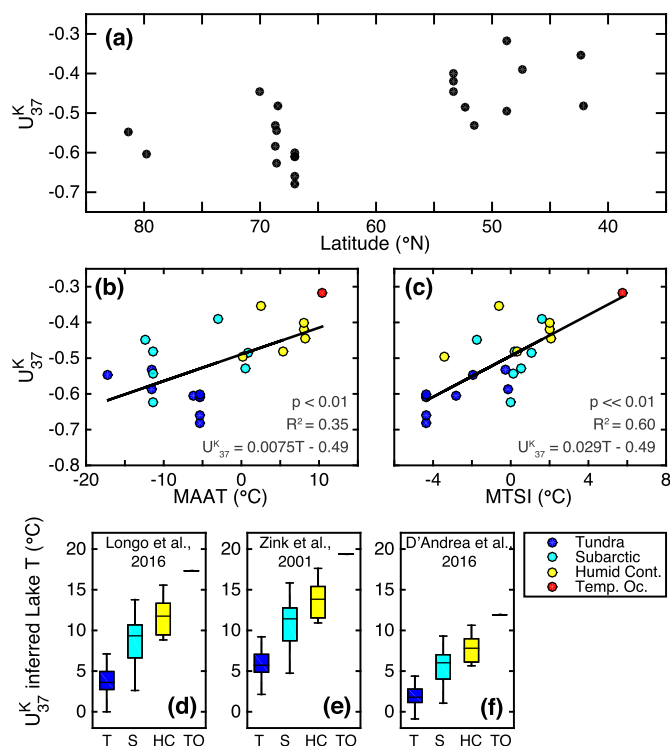 (a)
-0.3
-0.4
-0.5
-0.6
-0.7
U^K_37
80 70 60 50 40
Latitude (°N)
(b)
-0.3
-0.4
-0.5
-0.6
-0.7
-0.8
U^K_37
p < 0.01
R² = 0.35
U^K_37 = 0.0075T - 0.49
-20 -10 0 10
MAAT (°C)
(c)
p << 0.01
R² = 0.60
U^K_37 = 0.029T - 0.49
-4 0 4 8
MTSI (°C)
U^K_37 inferred Lake T (°C)
20
15
10
5
0
Longo et al.,
2016
(d)
T S HC TO
20
15
10
5
0
Zink et al.,
2001
(e)
T S HC TO
20
15
10
5
0
D'Andrea et al.,
2016
(f)
T S HC TO
Tundra
Subarctic
Humid Cont.
Temp. Oc.